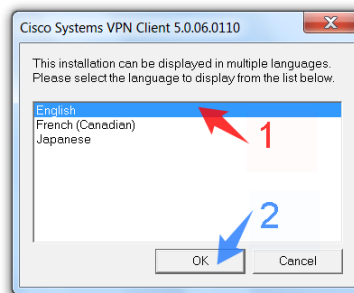 Cisco Systems VPN Client 5.0.06.0110
This installation can be displayed in multiple languages.
Please select the language to display from the list below.
English
French (Canadian)
Japanese
1
2
OK
Cancel